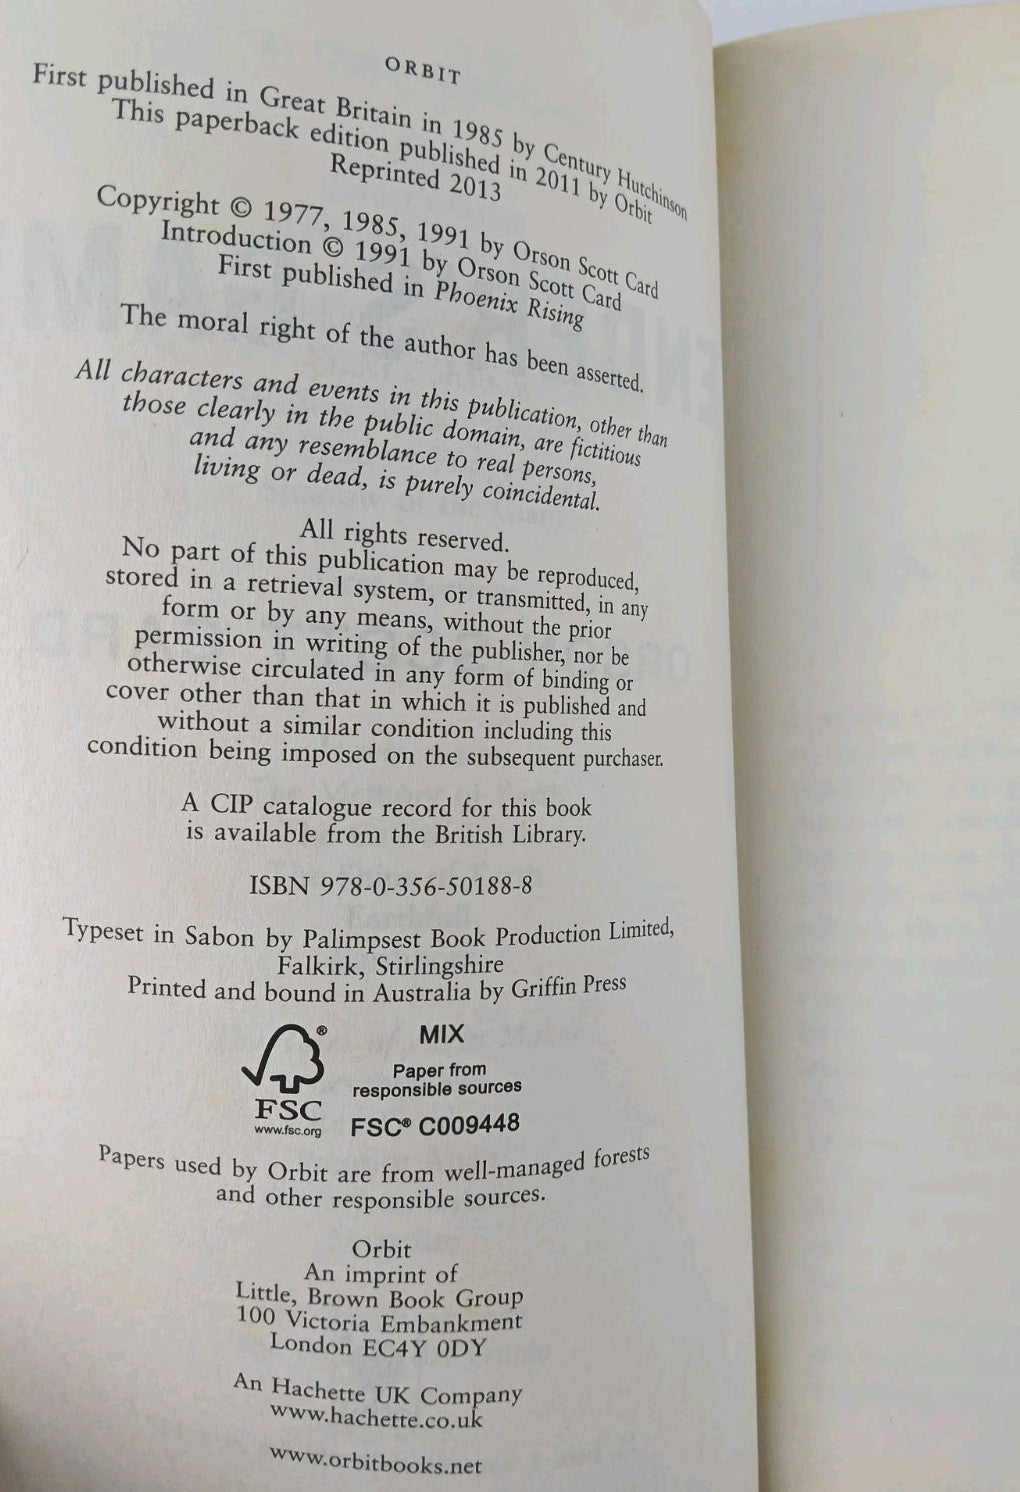 ORBIT
First published in Great Britain in 1985 by Century Hutchinson
This paperback edition published in 2011 by Orbit
Reprinted 2013
Copyright © 1977, 1985, 1991 by Orson Scott Card
Introduction © 1991 by Orson Scott Card
First published in Phoenix Rising
The moral right of the author has been asserted.
All characters and events in this publication, other than
those clearly in the public domain, are fictitious
and any resemblance to real persons,
living or dead, is purely coincidental.
All rights reserved.
No part of this publication may be reproduced,
stored in a retrieval system, or transmitted, in any
form or by any means, without the prior
permission in writing of the publisher, nor be
otherwise circulated in any form of binding or
cover other than that in which it is published and
without a similar condition including this
condition being imposed on the subsequent purchaser.
A CIP catalogue record for this book
is available from the British Library.
ISBN 978-0-356-50188-8
Typeset in Sabon by Palimpsest Book Production Limited,
Falkirk, Stirlingshire
Printed and bound in Australia by Griffin Press
®
FSC
www.fsc.org
MIX
Paper from
responsible sources
FSC® C009448
Papers used by Orbit are from well-managed forests
and other responsible sources.
Orbit
An imprint of
Little, Brown Book Group
100 Victoria Embankment
London EC4Y 0DY
An Hachette UK Company
www.hachette.co.uk
www.orbitbooks.net